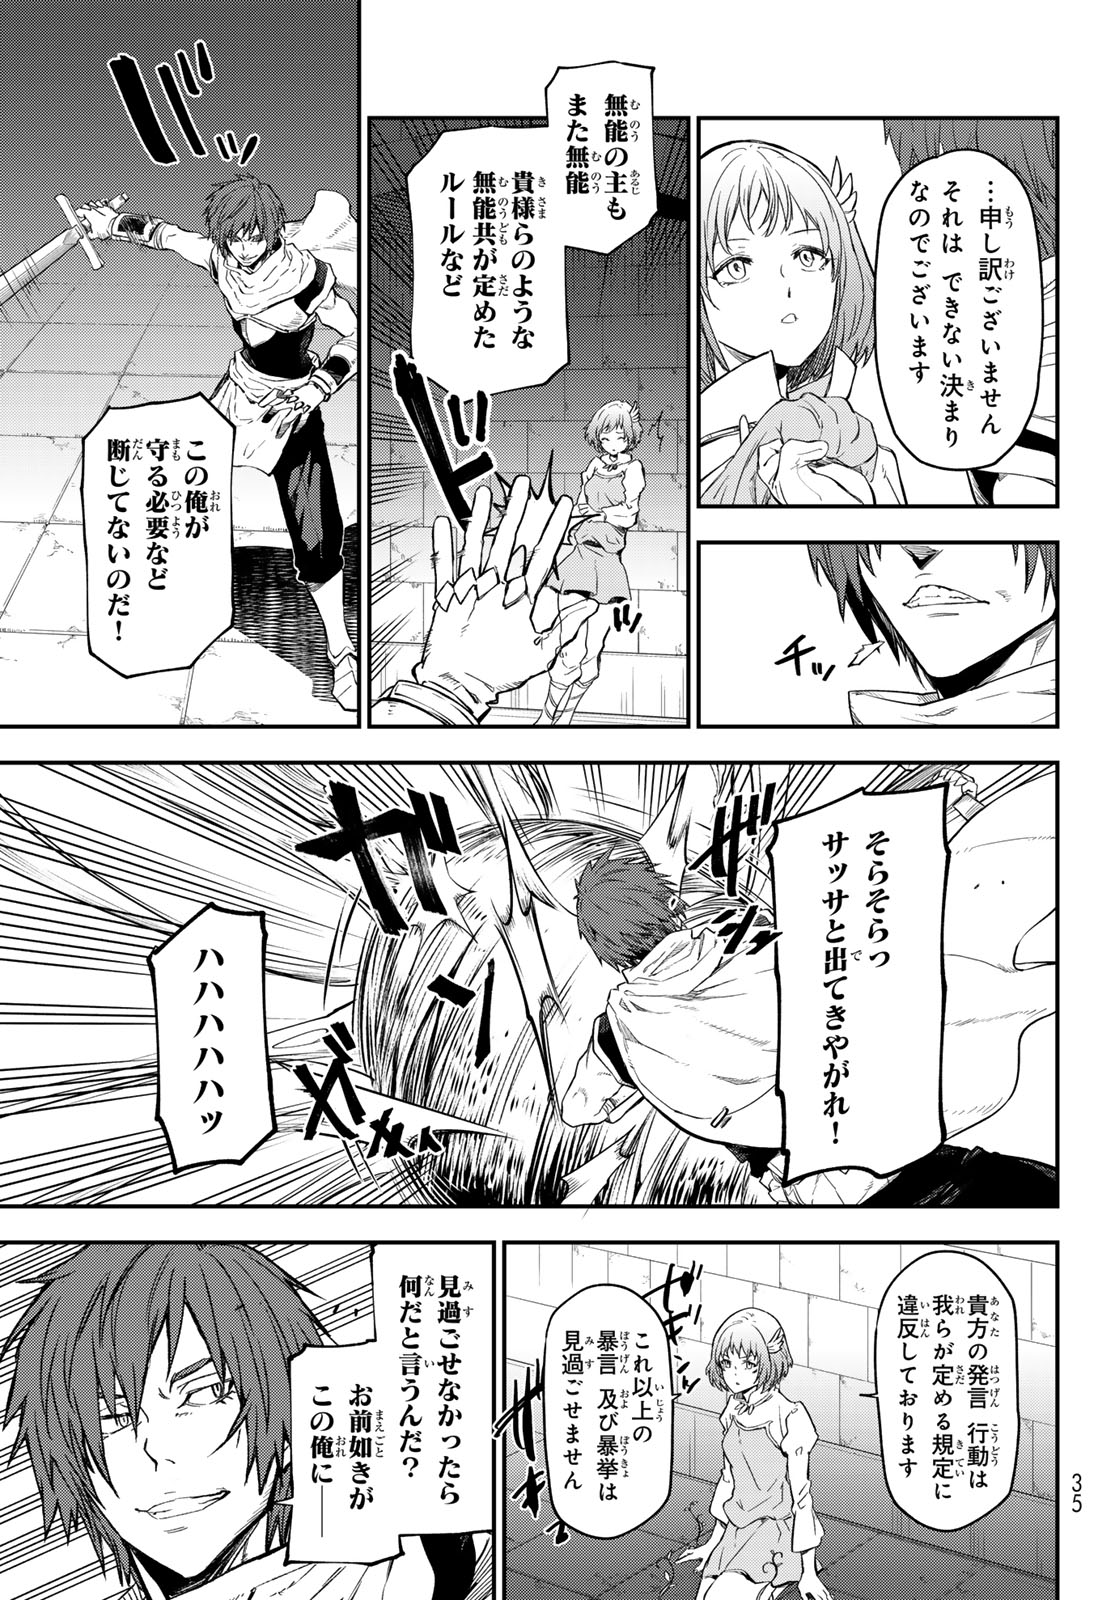 …申し訳ございません
それは できない決まり
なのでございます
チッ
無能の主も
また無能
貴様らのような
無能共が定めた
ルールなど
ドッ
この俺が
守る必要など
断じてないのだ！
そらそらっ
サッサと出てきやがれ！
ガ
ガ
ガン
ハハハハハッ
貴方の発言 行動は
我らが定める規定に
違反しております
これ以上の
暴言 及び暴挙は
見過ごせません
見過ごせなかったら
何だと言うんだ？
お前如きが
この俺に――
35